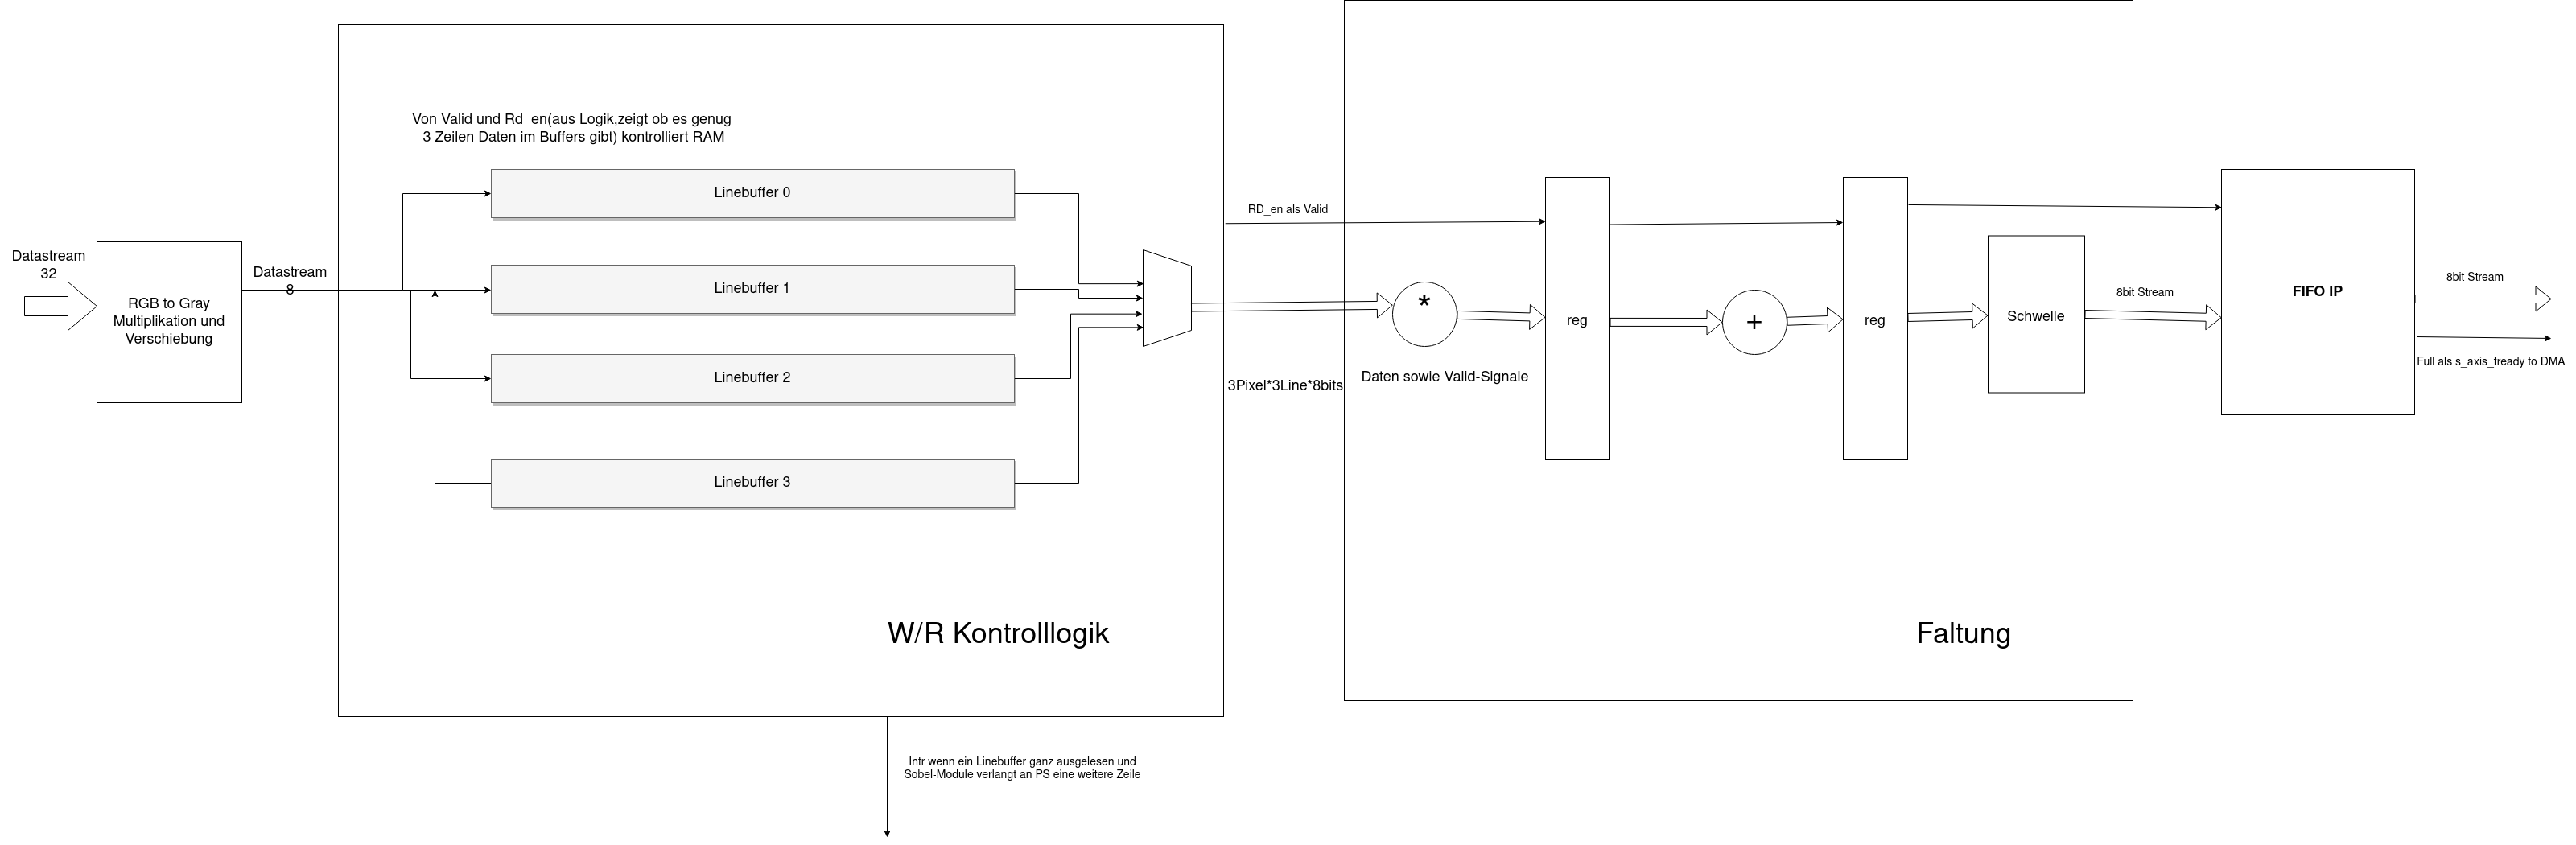 Datastream
32
RGB to Gray
Multiplikation und
Verschiebung
Datastream
8
Von Valid und Rd_en(aus Logik,zeigt ob es genug
3 Zeilen Daten im Buffers gibt) kontrolliert RAM
Linebuffer 0
Linebuffer 1
Linebuffer 2
Linebuffer 3
W/R Kontrolllogik
Intr wenn ein Linebuffer ganz ausgelesen und
Sobel-Module verlangt an PS eine weitere Zeile
RD_en als Valid
3Pixel*3Line*8bits
*
Daten sowie Valid-Signale
reg
+
reg
Schwelle
Faltung
8bit Stream
FIFO IP
8bit Stream
Full als s_axis_tready to DMA